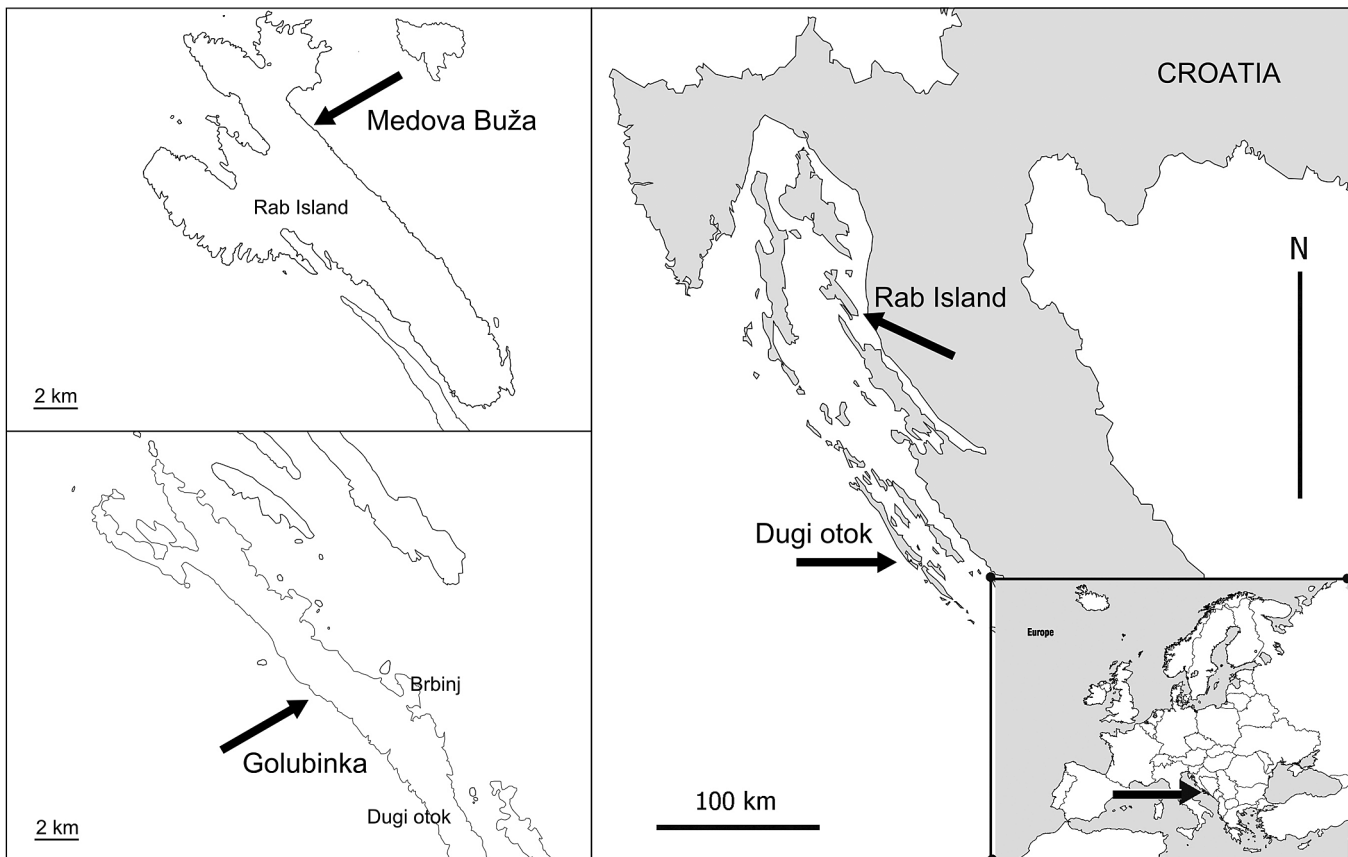 Medova Buža
Rab Island
2 km
Brbinj
Golubinka
Dugi otok
2 km
CROATIA
N
Rab Island
Dugi otok
100 km
Europe